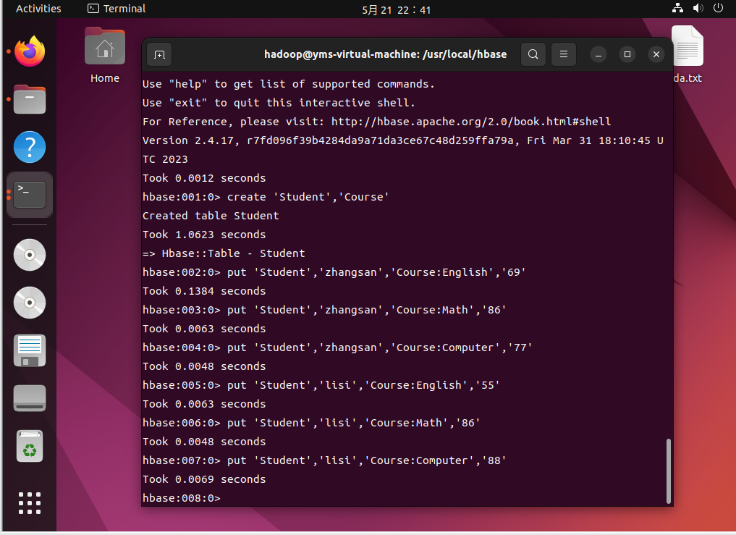 Activities
Terminal
5月 21 22：41
Home
da.txt
hadoop@yms-virtual-machine: /usr/local/hbase
Use "help" to get list of supported commands.
Use "exit" to quit this interactive shell.
For Reference, please visit: http://hbase.apache.org/2.0/book.html#shell
Version 2.4.17, r7fd096f39b4284da9a71da3ce67c48d259ffa79a, Fri Mar 31 18:10:45 U
TC 2023
Took 0.0012 seconds
hbase:001:0> create 'Student','Course'
Created table Student
Took 1.0623 seconds
=> Hbase::Table - Student
hbase:002:0> put 'Student','zhangsan','Course:English','69'
Took 0.1384 seconds
hbase:003:0> put 'Student','zhangsan','Course:Math','86'
Took 0.0063 seconds
hbase:004:0> put 'Student','zhangsan','Course:Computer','77'
Took 0.0048 seconds
hbase:005:0> put 'Student','lisi','Course:English','55'
Took 0.0063 seconds
hbase:006:0> put 'Student','lisi','Course:Math','86'
Took 0.0048 seconds
hbase:007:0> put 'Student','lisi','Course:Computer','88'
Took 0.0069 seconds
hbase:008:0>